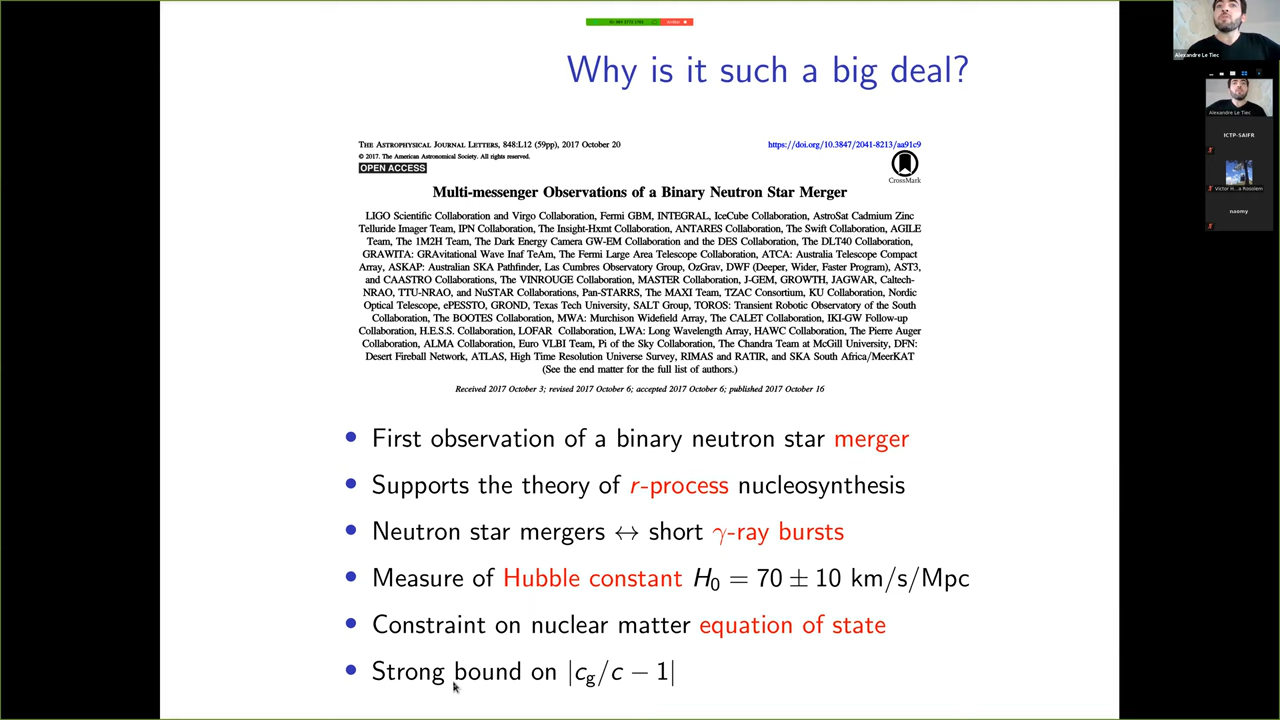 Why is it such a big deal?
THE ASTROPHYSICAL JOURNAL LETTERS, 848:L12 (59pp), 2017 October 20
https://doi.org/10.3847/2041-8213/aa91c9
© 2017. The American Astronomical Society. All rights reserved.
OPEN ACCESS
CrossMark
Multi-messenger Observations of a Binary Neutron Star Merger
LIGO Scientific Collaboration and Virgo Collaboration, Fermi GBM, INTEGRAL, IceCube Collaboration, AstroSat Cadmium Zinc
Telluride Imager Team, IPN Collaboration, The Insight-Hxmt Collaboration, ANTARES Collaboration, The Swift Collaboration, AGILE
Team, The 1M2H Team, The Dark Energy Camera GW-EM Collaboration and the DES Collaboration, The DLT40 Collaboration,
GRAWITA: GRAvitational Wave Inaf TeAm, The Fermi Large Area Telescope Collaboration, ATCA: Australia Telescope Compact
Array, ASKAP: Australian SKA Pathfinder, Las Cumbres Observatory Group, OzGrav, DWF (Deeper, Wider, Faster Program), AST3,
and CAASTRO Collaborations, The VINROUGE Collaboration, MASTER Collaboration, J-GEM, GROWTH, JAGWAR, Caltech-
NRAO, TTU-NRAO, and NuSTAR Collaborations, Pan-STARRS, The MAXI Team, TZAC Consortium, KU Collaboration, Nordic
Optical Telescope, ePESSTO, GROND, Texas Tech University, SALT Group, TOROS: Transient Robotic Observatory of the South
Collaboration, The BOOTES Collaboration, MWA: Murchison Widefield Array, The CALET Collaboration, IKI-GW Follow-up
Collaboration, H.E.S.S. Collaboration, LOFAR Collaboration, LWA: Long Wavelength Array, HAWC Collaboration, The Pierre Auger
Collaboration, ALMA Collaboration, Euro VLBI Team, Pi of the Sky Collaboration, The Chandra Team at McGill University, DFN:
Desert Fireball Network, ATLAS, High Time Resolution Universe Survey, RIMAS and RATIR, and SKA South Africa/MeerKAT
(See the end matter for the full list of authors.)
Received 2017 October 3; revised 2017 October 6; accepted 2017 October 6; published 2017 October 16
• First observation of a binary neutron star merger
• Supports the theory of r-process nucleosynthesis
• Neutron star mergers ↔ short γ-ray bursts
• Measure of Hubble constant H₀ = 70 ± 10 km/s/Mpc
• Constraint on nuclear matter equation of state
• Strong bound on |c_g/c − 1|
Alexandre Le Tiec
Alexandre Le Tiec
ICTP-SAIFR
Victor H...a Rosolem
naomy